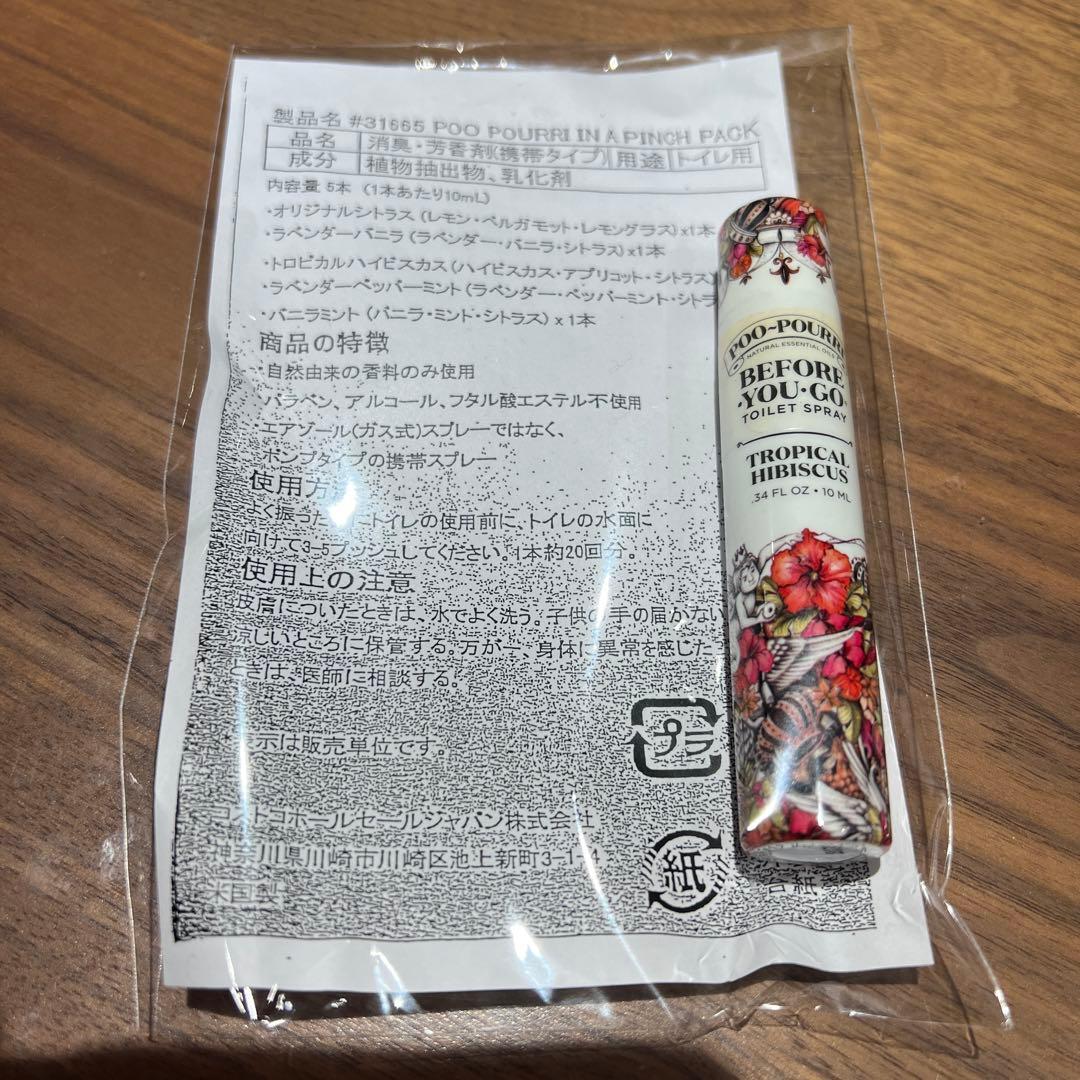 製品名 #31665 POO POURRI IN A PINCH PACK
品名 消臭・芳香剤(携帯タイプ) 用途 トイレ用
成分 植物抽出物、乳化剤
内容量 5本 (1本あたり10mL)
・オリジナルシトラス (レモン・ベルガモット・レモングラス) x1本
・ラベンダーバニラ (ラベンダー・バニラ・シトラス) x1本
・トロピカルハイビスカス (ハイビスカス・アプリコット・シトラス)
・ラベンダーペッパーミント (ラベンダー・ペッパーミント・シトラ
・バニラミント (バニラ・ミント・シトラス) x 1本
商品の特徴
自然由来の香料のみ使用
パラベン、アルコール、フタル酸エステル不使用
エアゾール(ガス式)スプレーではなく、
ポンプタイプの携帯スプレー
使用方
よく振った にトイレの使用前に、トイレの水面に
向けて3-5プッシュしてください。1本約20回分。
使用上の注意
皮膚についたときは、水でよく洗う。子供の手の届かない
涼しいところに保管する。万が一、身体に異常を感じた
ときは、医師に相談する。
示は販売単位です。
プラ
コストコホールセールジャパン株式会社
神奈川県川崎市川崎区池上新町3-1-4
米国製
紙
台紙
POO~POURRI
NATURAL ESSENTIAL OILS
BEFORE
·YOU·GO®
TOILET SPRAY
TROPICAL
HIBISCUS
.34 FL OZ • 10 ML